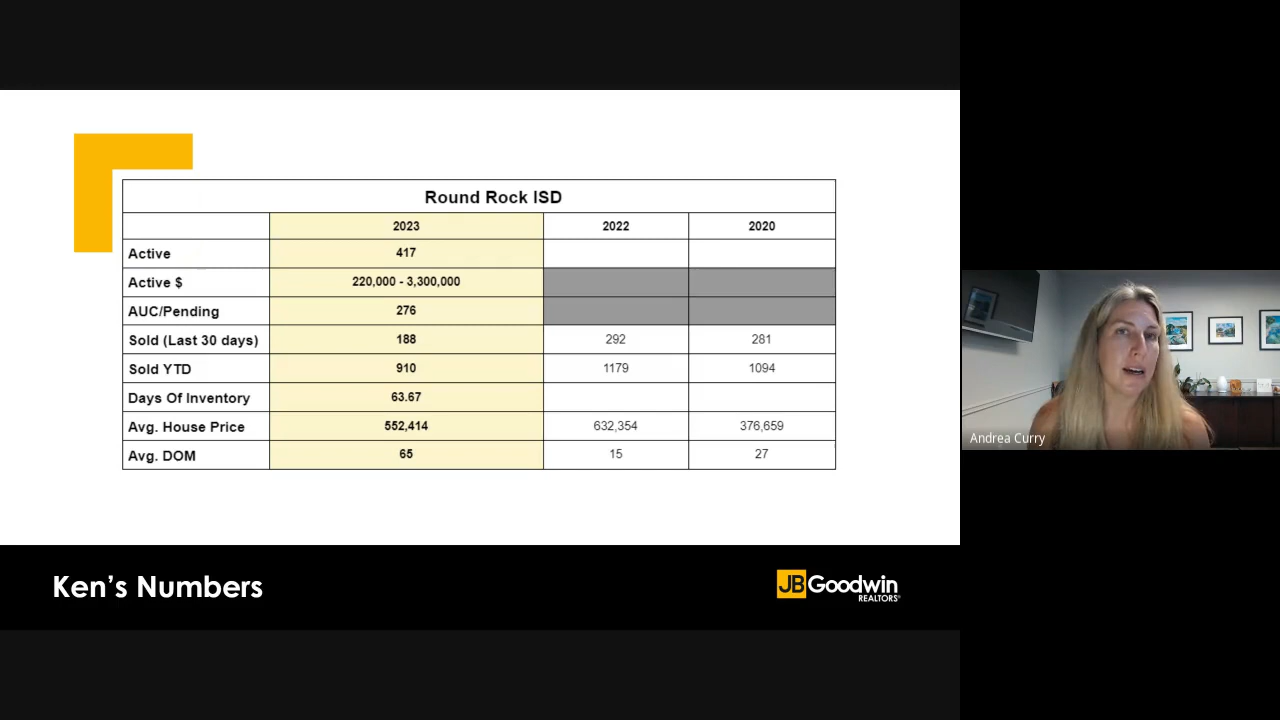 Round Rock ISD
2023 2022 2020
Active 417
Active $ 220,000 - 3,300,000
AUC/Pending 276
Sold (Last 30 days) 188 292 281
Sold YTD 910 1179 1094
Days Of Inventory 63.67
Avg. House Price 552,414 632,354 376,659
Avg. DOM 65 15 27
Andrea Curry
Ken's Numbers
JB Goodwin
REALTORS®